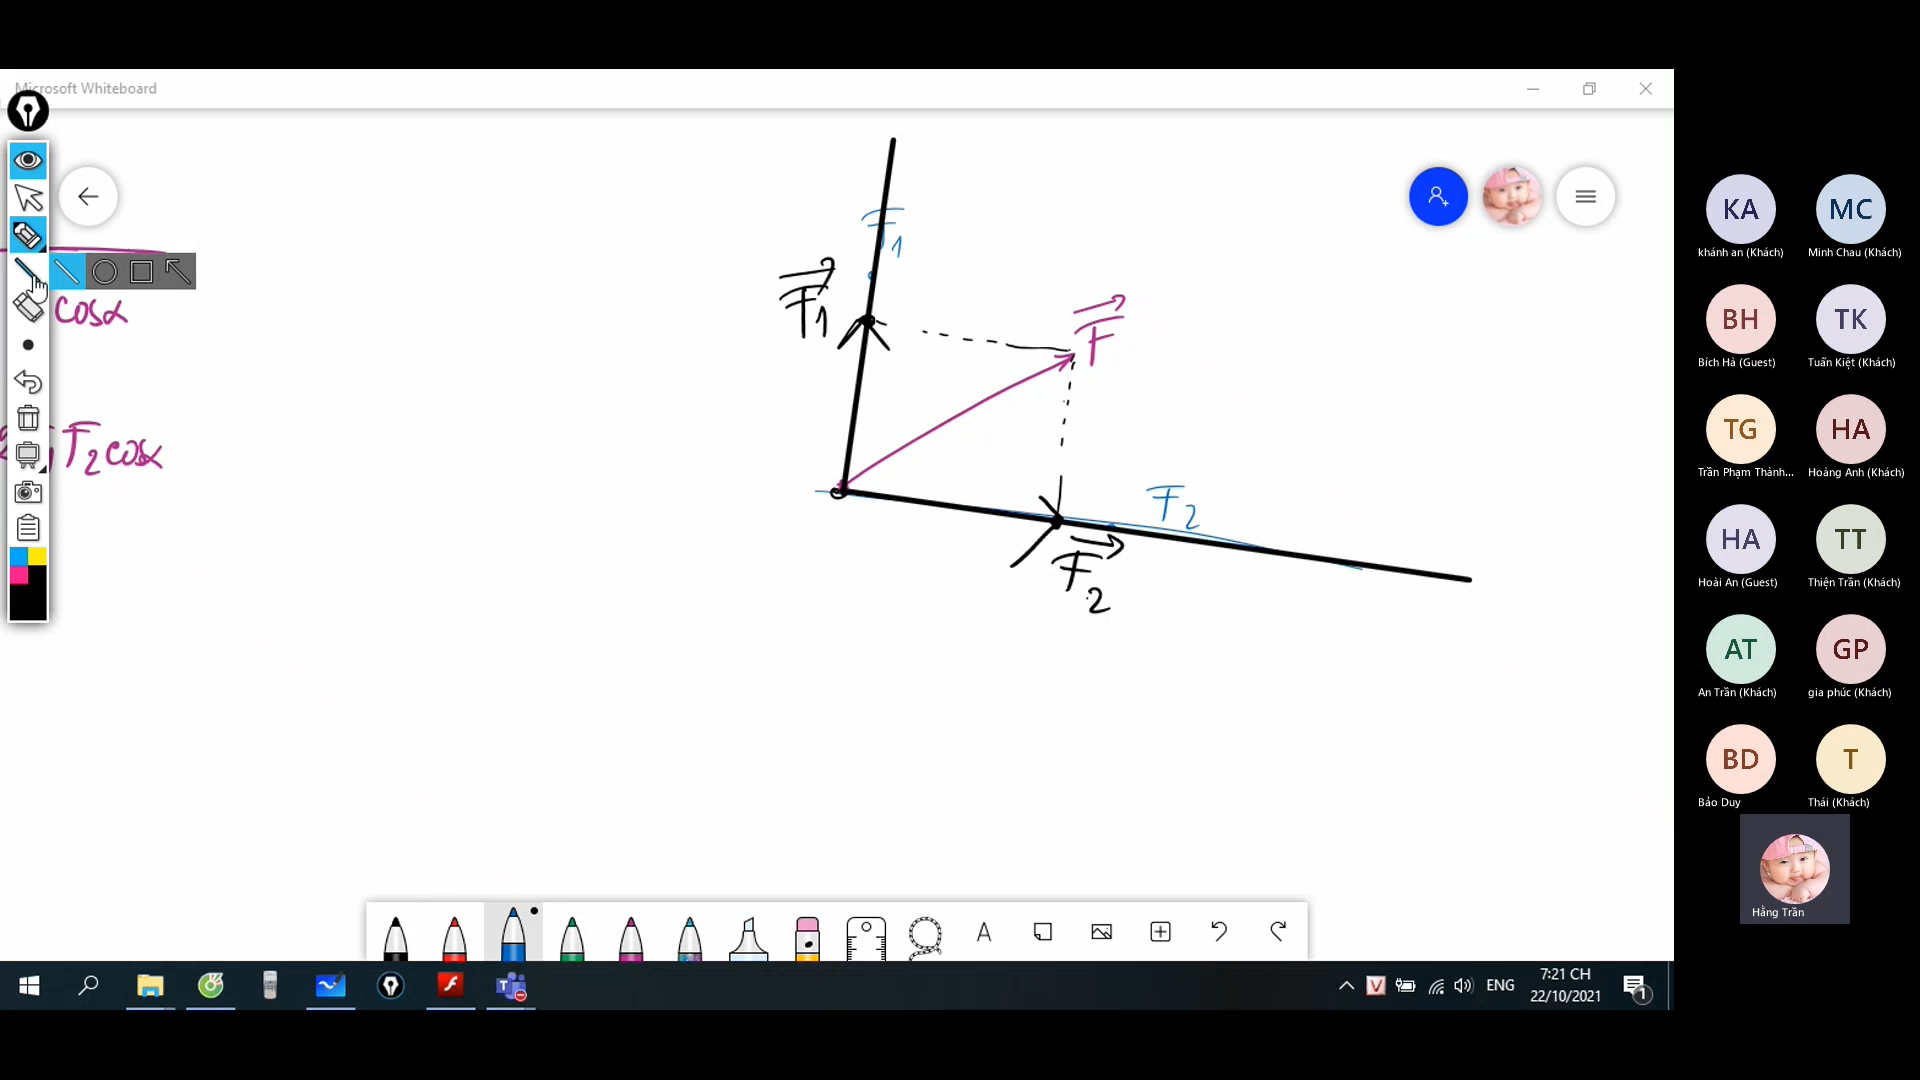 Microsoft Whiteboard
cosα
F₂ cosα
F₁
F₁
F
F₂
F₂
KA
khánh an (Khách)
MC
Minh Chau (Khách)
BH
Bích Hà (Guest)
TK
Tuấn Kiệt (Khách)
TG
Trần Phạm Thành...
HA
Hoàng Anh (Khách)
HA
Hoài An (Guest)
TT
Thiện Trần (Khách)
AT
An Trần (Khách)
GP
gia phúc (Khách)
BD
Bảo Duy
T
Thái (Khách)
Hằng Trần
A
ENG
7:21 CH
22/10/2021
1